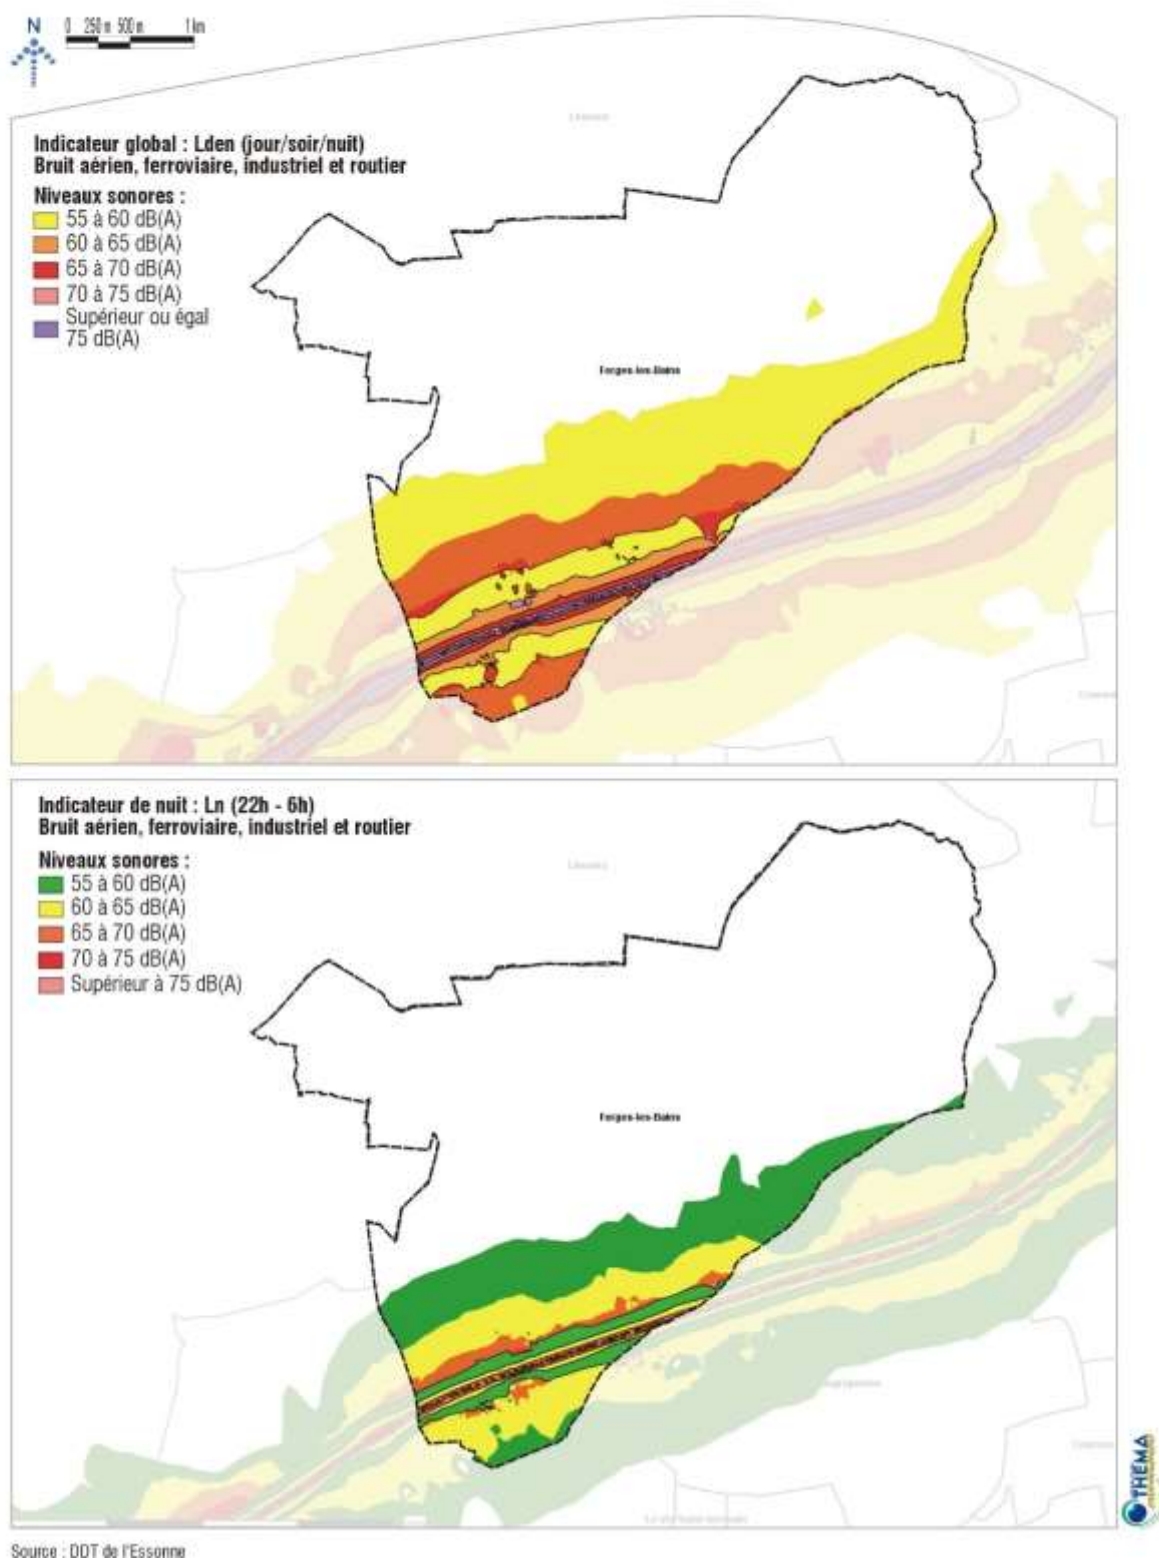 N
0 250 m 500 m 1 km
Indicateur global : Lden (jour/soir/nuit)
Bruit aérien, ferroviaire, industriel et routier
Niveaux sonores :
55 à 60 dB(A)
60 à 65 dB(A)
65 à 70 dB(A)
70 à 75 dB(A)
Supérieur ou égal
75 dB(A)
Forges-les-Bains
Indicateur de nuit : Ln (22h - 6h)
Bruit aérien, ferroviaire, industriel et routier
Niveaux sonores :
55 à 60 dB(A)
60 à 65 dB(A)
65 à 70 dB(A)
70 à 75 dB(A)
Supérieur à 75 dB(A)
Forges-les-Bains
THEMA
Source : DDT de l'Essonne